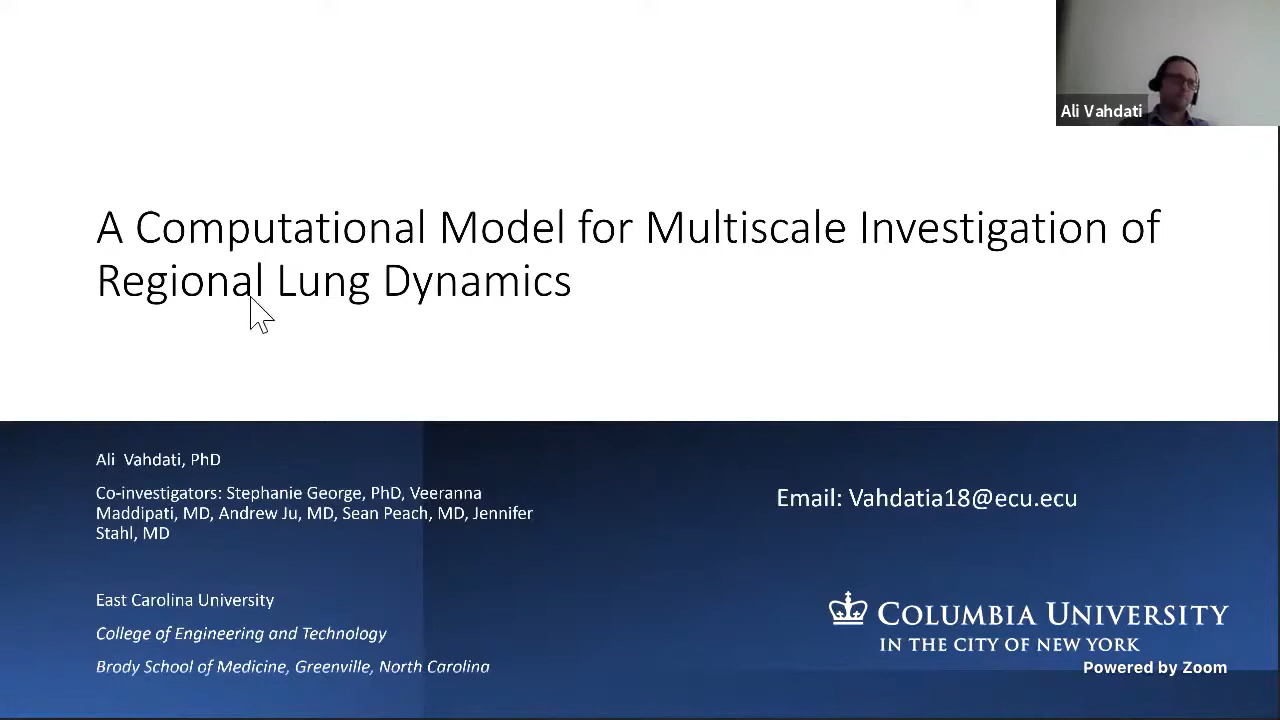 Ali Vahdati
A Computational Model for Multiscale Investigation of
Regional Lung Dynamics
Ali Vahdati, PhD
Co-investigators: Stephanie George, PhD, Veeranna
Maddipati, MD, Andrew Ju, MD, Sean Peach, MD, Jennifer
Stahl, MD
Email: Vahdatia18@ecu.ecu
East Carolina University
College of Engineering and Technology
Brody School of Medicine, Greenville, North Carolina
COLUMBIA UNIVERSITY
IN THE CITY OF NEW YORK
Powered by Zoom